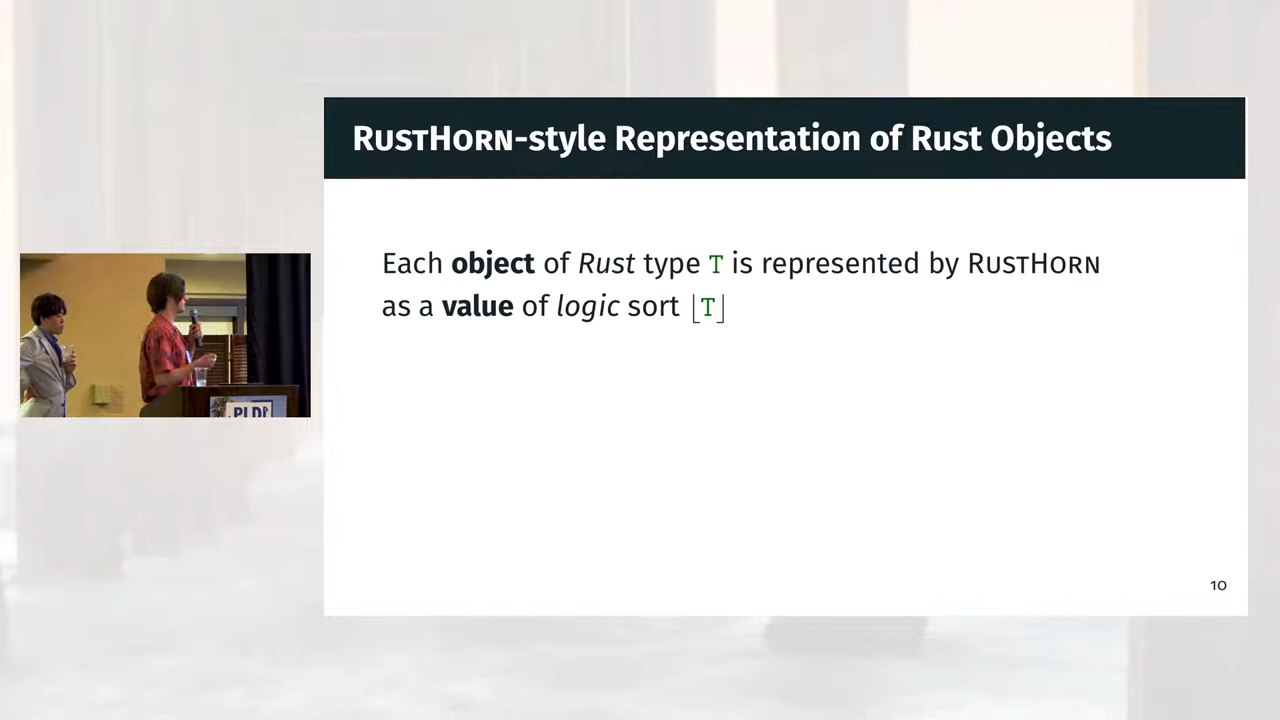 RustHorn-style Representation of Rust Objects
Each object of Rust type T is represented by RustHorn
as a value of logic sort ⌊T⌋
10
PLDI